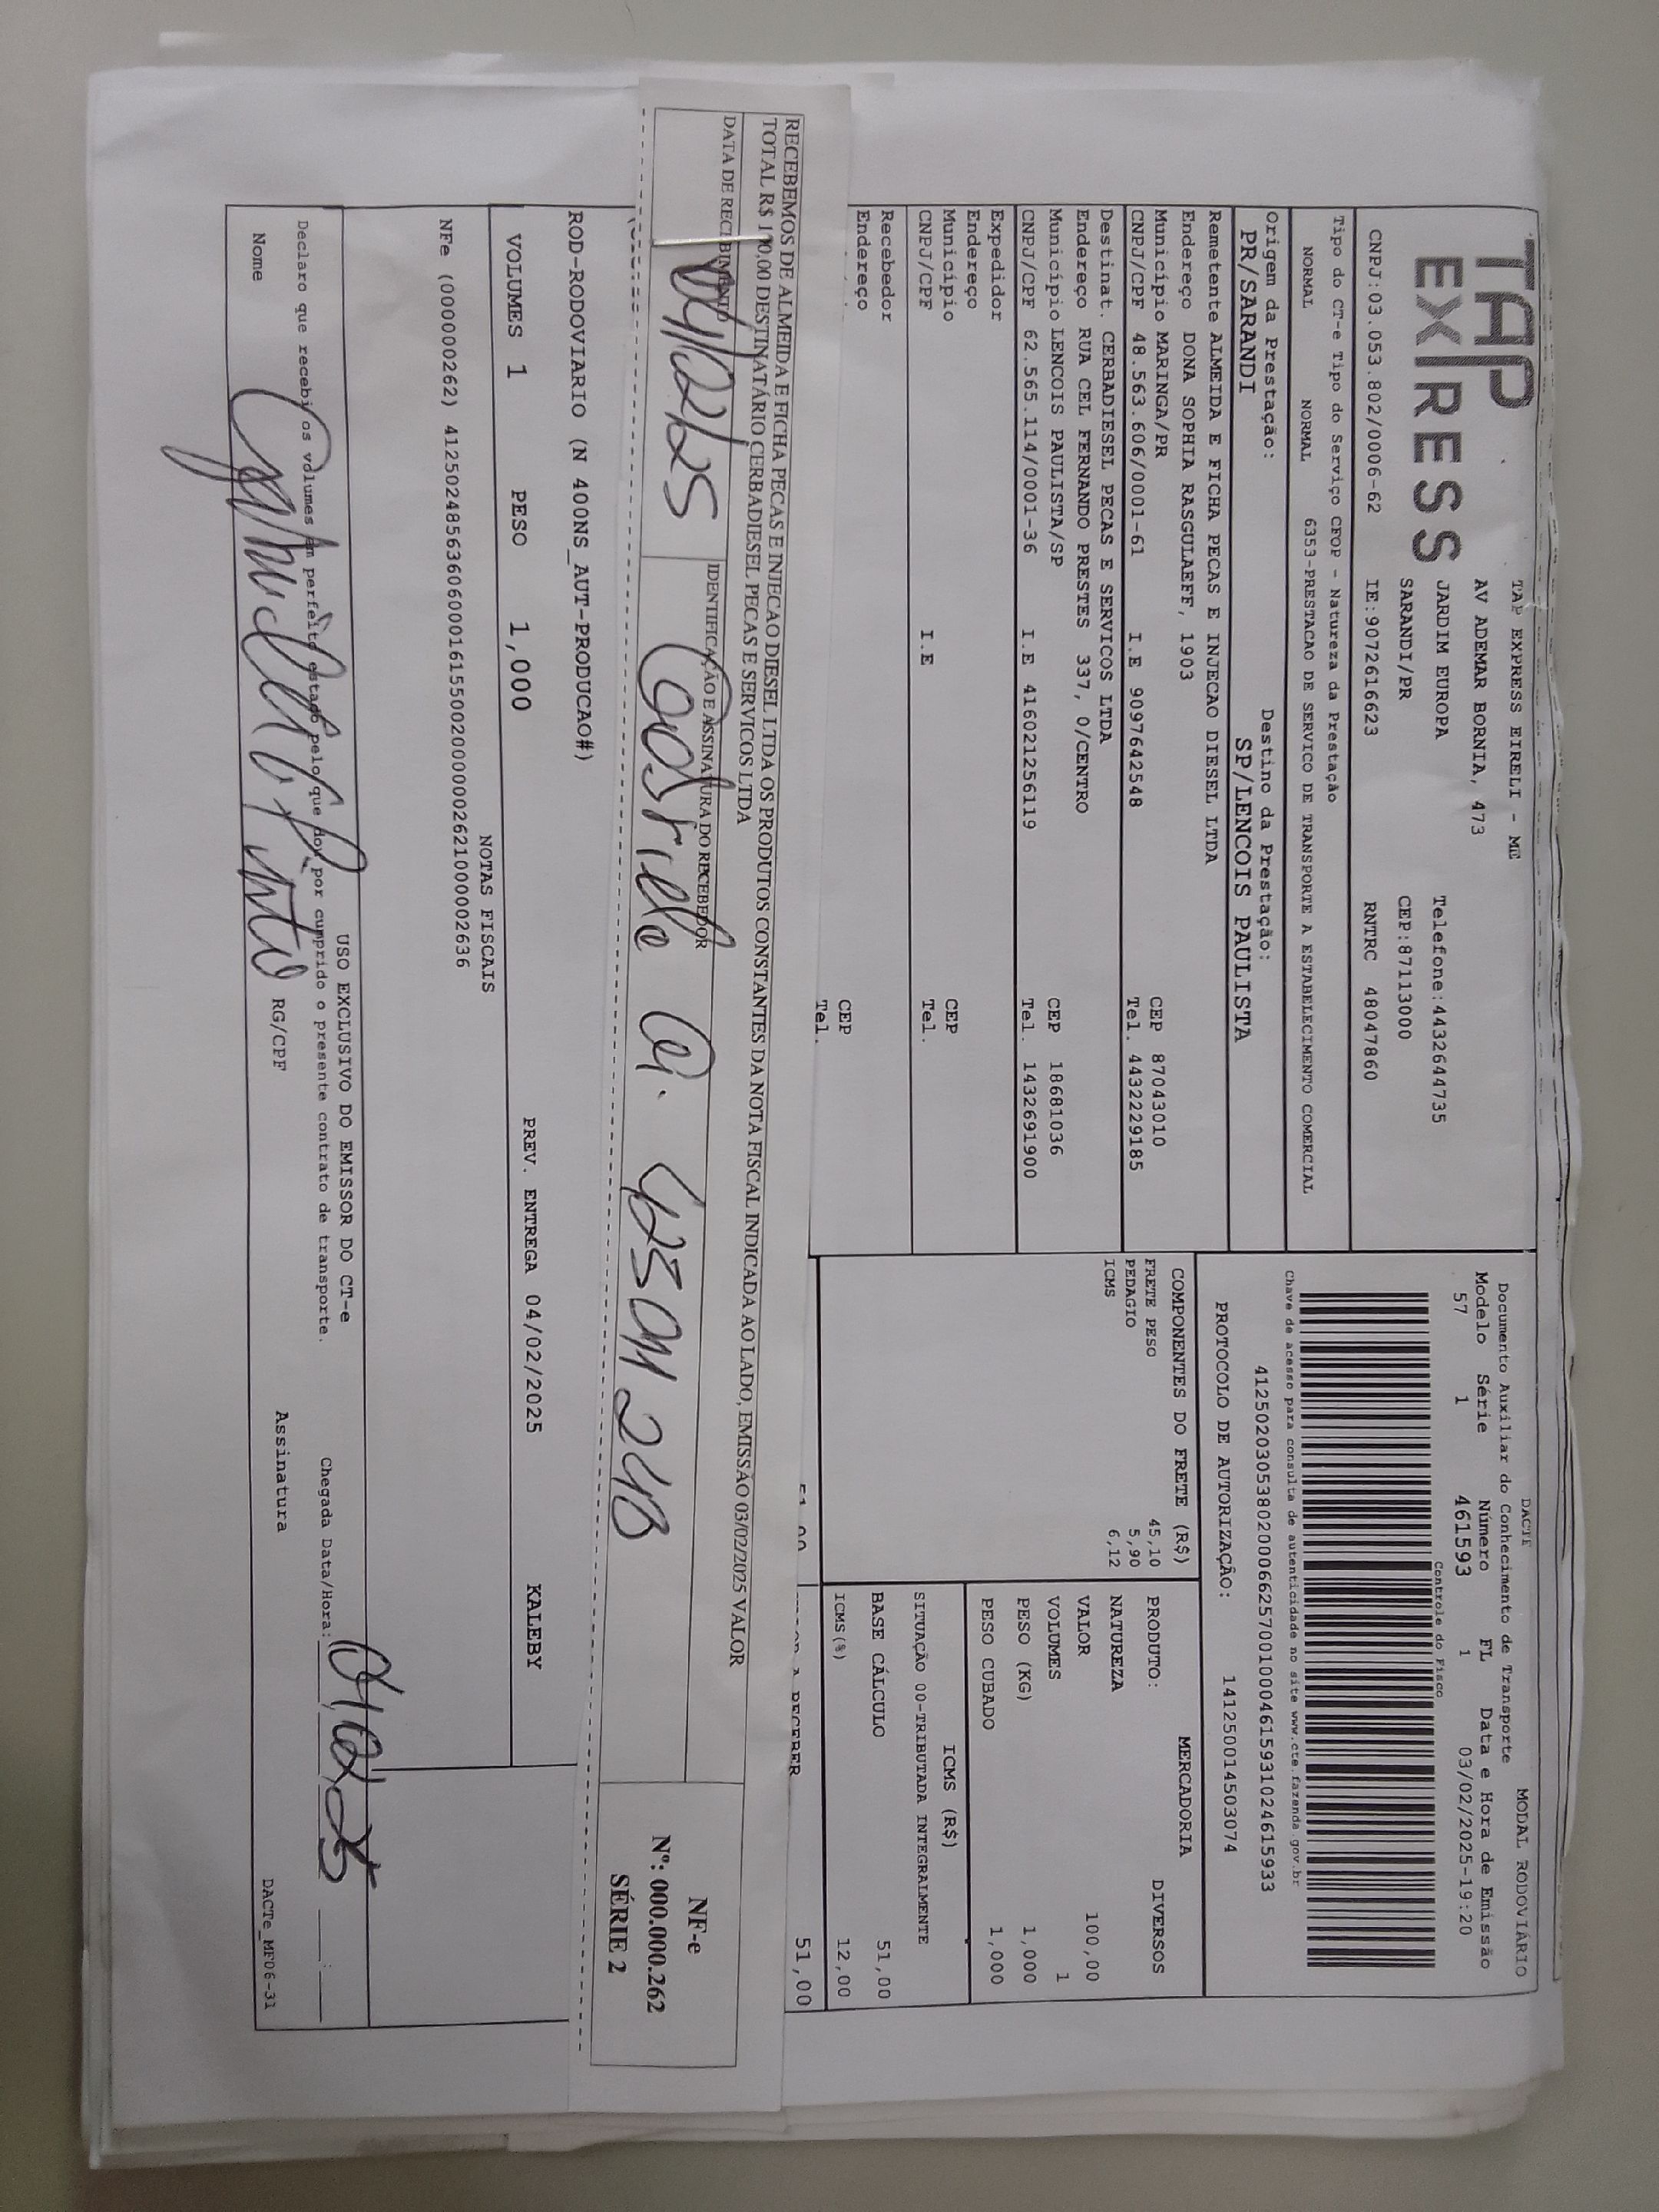 TAP
EXPRESS
TAP EXPRESS EIRELI - ME
AV ADEMAR BORNIA, 473
JARDIM EUROPA Telefone:4432644735
SARANDI/PR CEP:87113000
CNPJ:03.053.802/0006-62 IE:9072616623 RNTRC 48047860
DACTE MODAL RODOVIÁRIO
Documento Auxiliar do Conhecimento de Transporte
Modelo Série Número FL Data e Hora de Emissão
57 1 461593 1 03/02/2025-19:20
Controle do Fisco
Chave de acesso para consulta de autenticidade no site www.cte.fazenda.gov.br
41250203053802000662570010004615931024615933
PROTOCOLO DE AUTORIZAÇÃO: 141250014503074
Tipo do CT-e Tipo do Serviço CFOP - Natureza da Prestação
NORMAL NORMAL 6353-PRESTACAO DE SERVICO DE TRANSPORTE A ESTABELECIMENTO COMERCIAL
Origem da Prestação: Destino da Prestação:
PR/SARANDI SP/LENCOIS PAULISTA
Remetente ALMEIDA E FICHA PECAS E INJECAO DIESEL LTDA
Endereço DONA SOPHIA RASGULAEFF, 1903
Município MARINGA/PR CEP 87043010
CNPJ/CPF 48.563.606/0001-61 I.E 9097642548 Tel. 4432229185
Destinat. CERBADIESEL PECAS E SERVICOS LTDA
Endereço RUA CEL FERNANDO PRESTES 337, 0/CENTRO
Município LENCOIS PAULISTA/SP CEP 18681036
CNPJ/CPF 62.565.114/0001-36 I.E 416021256119 Tel. 1432691900
Expedidor
Endereço
Município CEP
CNPJ/CPF I.E Tel.
Recebedor
Endereço
CEP
Tel.
COMPONENTES DO FRETE (R$)
FRETE PESO 45,10
PEDAGIO 5,90
ICMS 6,12
MERCADORIA
PRODUTO: DIVERSOS
NATUREZA
VALOR 100,00
VOLUMES 1
PESO (KG) 1,000
PESO CUBADO 1,000
ICMS (R$)
SITUAÇÃO 00-TRIBUTADA INTEGRALMENTE
BASE CÁLCULO 51,00
ICMS(%) 12,00
A RECEBER 51,00
RECEBEMOS DE ALMEIDA E FICHA PECAS E INJECAO DIESEL LTDA OS PRODUTOS CONSTANTES DA NOTA FISCAL INDICADA AO LADO, EMISSÃO 03/02/2025 VALOR
TOTAL R$ 100,00 DESTINATÁRIO CERBADIESEL PECAS E SERVICOS LTDA
DATA DE RECEBIMENTO IDENTIFICAÇÃO E ASSINATURA DO RECEBEDOR
NF-e
Nº: 000.000.262
SÉRIE 2
ROD-RODOVIARIO (N 400NS_AUT-PRODUCAO#)
VOLUMES 1 PESO 1,000 PREV. ENTREGA 04/02/2025 KALEBY
NOTAS FISCAIS
NFe (000000262) 41250248563606000161550020000002621000002636
USO EXCLUSIVO DO EMISSOR DO CT-e
Declaro que recebi os volumes em perfeito estado pelo que dou por cumprido o presente contrato de transporte. Chegada Data/Hora:
Nome RG/CPF Assinatura
DACTe_MFD6-31